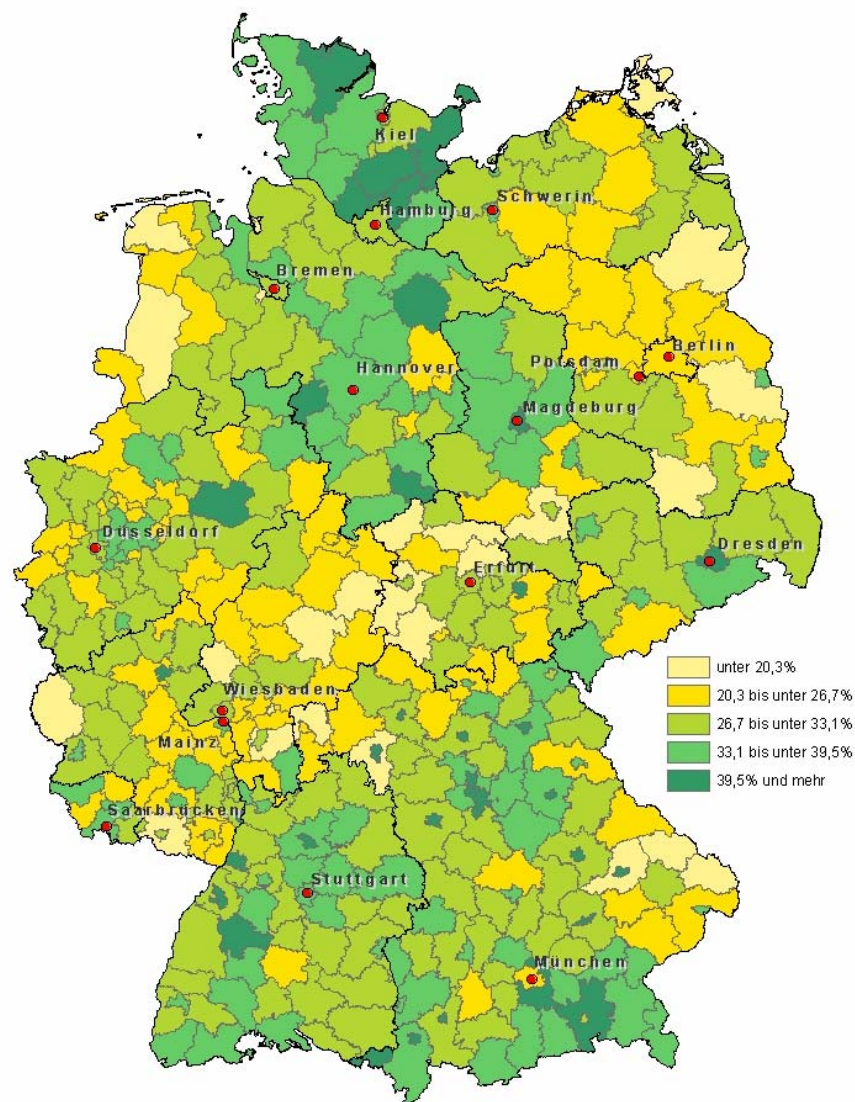 Kiel
Schwerin
Hamburg
Bremen
Berlin
Potsdam
Hannover
Magdeburg
Düsseldorf
Dresden
Erfurt
unter 20,3%
20,3 bis unter 26,7%
26,7 bis unter 33,1%
33,1 bis unter 39,5%
39,5% und mehr
Wiesbaden
Mainz
Saarbrücken
Stuttgart
München